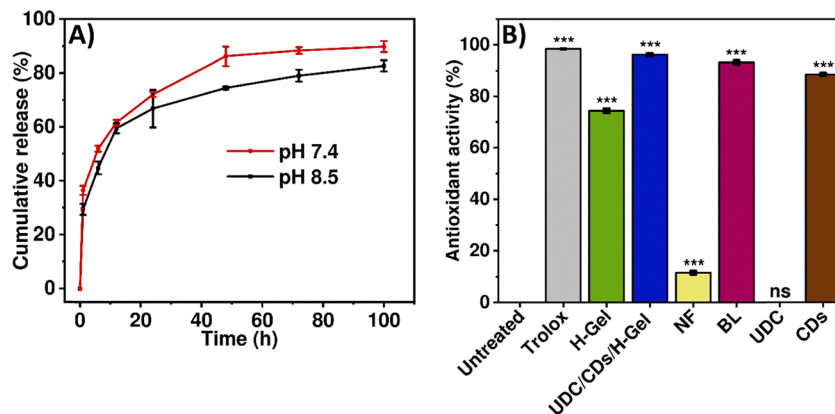 A)
Cumulative release (%)
100
80
60
40
20
0
pH 7.4
pH 8.5
0
20
40
60
80
100
Time (h)
B)
Antioxidant activity (%)
100
80
60
40
20
0
***
***
***
***
***
ns
***
Untreated
Trolox
H-Gel
UDC/CDs/H-Gel
NF
BL
UDC
CDs